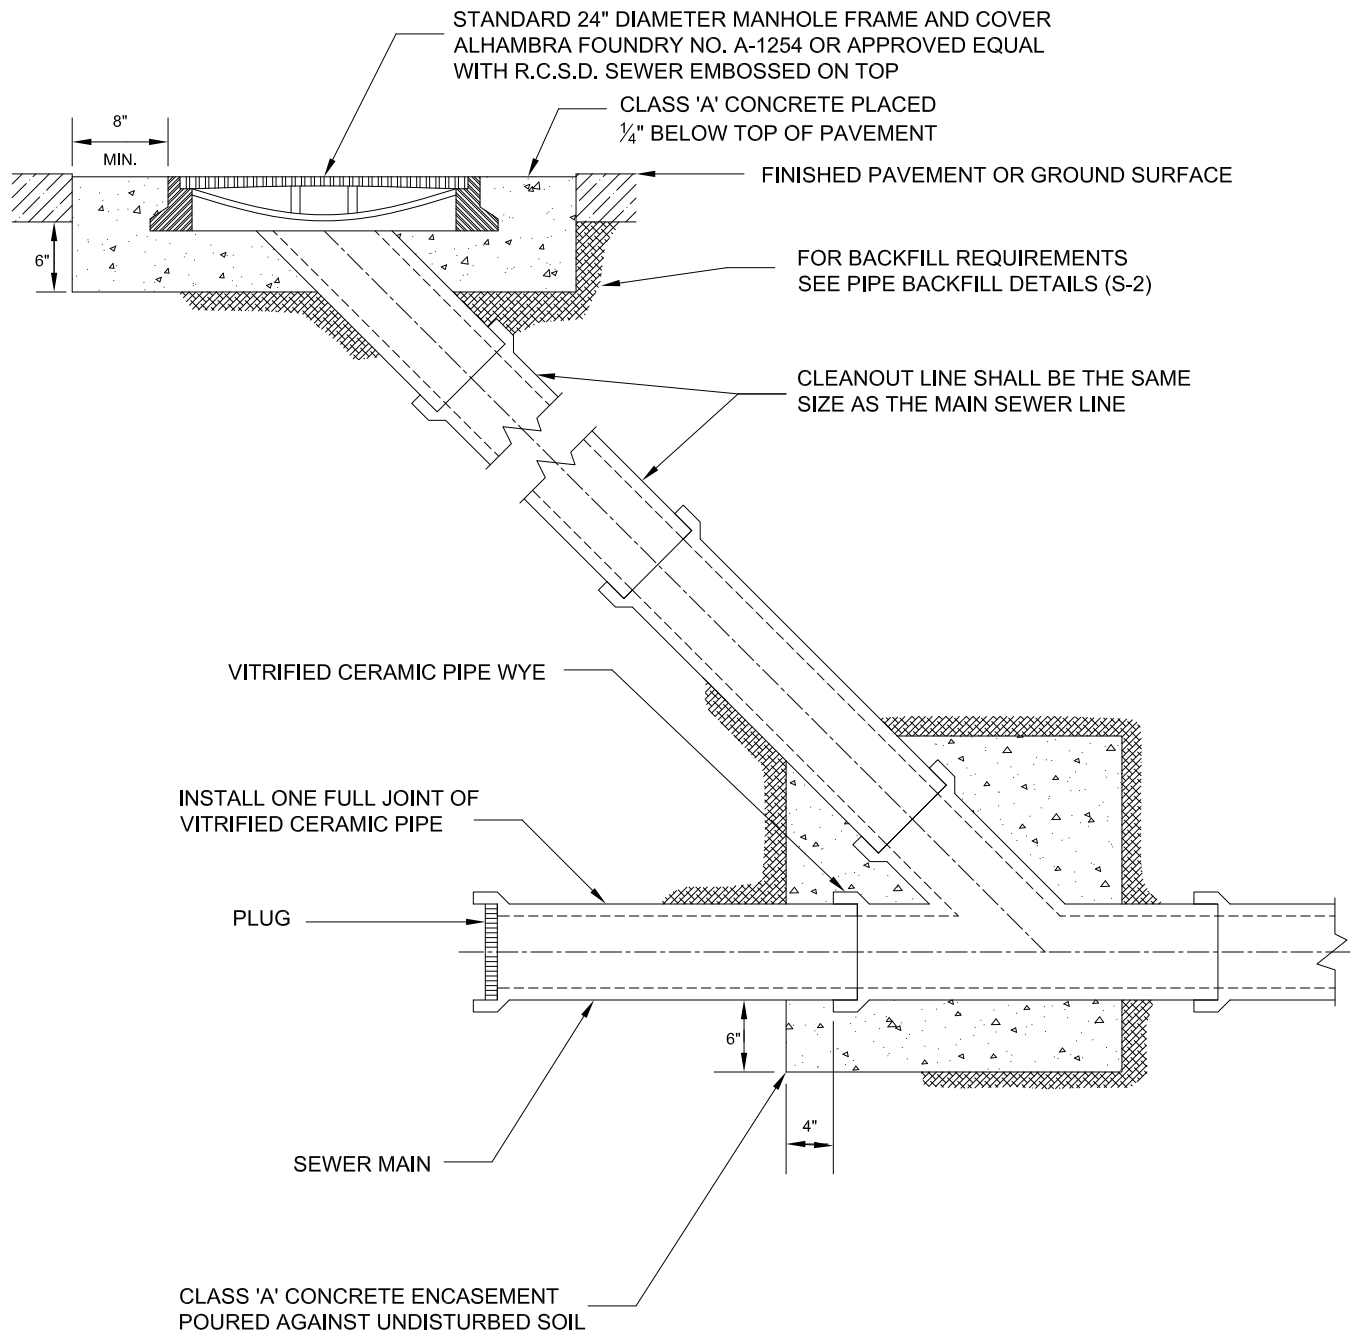 STANDARD 24" DIAMETER MANHOLE FRAME AND COVER
ALHAMBRA FOUNDRY NO. A-1254 OR APPROVED EQUAL
WITH R.C.S.D. SEWER EMBOSSED ON TOP
CLASS 'A' CONCRETE PLACED
1/4" BELOW TOP OF PAVEMENT
8"
MIN.
FINISHED PAVEMENT OR GROUND SURFACE
6"
FOR BACKFILL REQUIREMENTS
SEE PIPE BACKFILL DETAILS (S-2)
CLEANOUT LINE SHALL BE THE SAME
SIZE AS THE MAIN SEWER LINE
VITRIFIED CERAMIC PIPE WYE
INSTALL ONE FULL JOINT OF
VITRIFIED CERAMIC PIPE
PLUG
6"
4"
SEWER MAIN
CLASS 'A' CONCRETE ENCASEMENT
POURED AGAINST UNDISTURBED SOIL